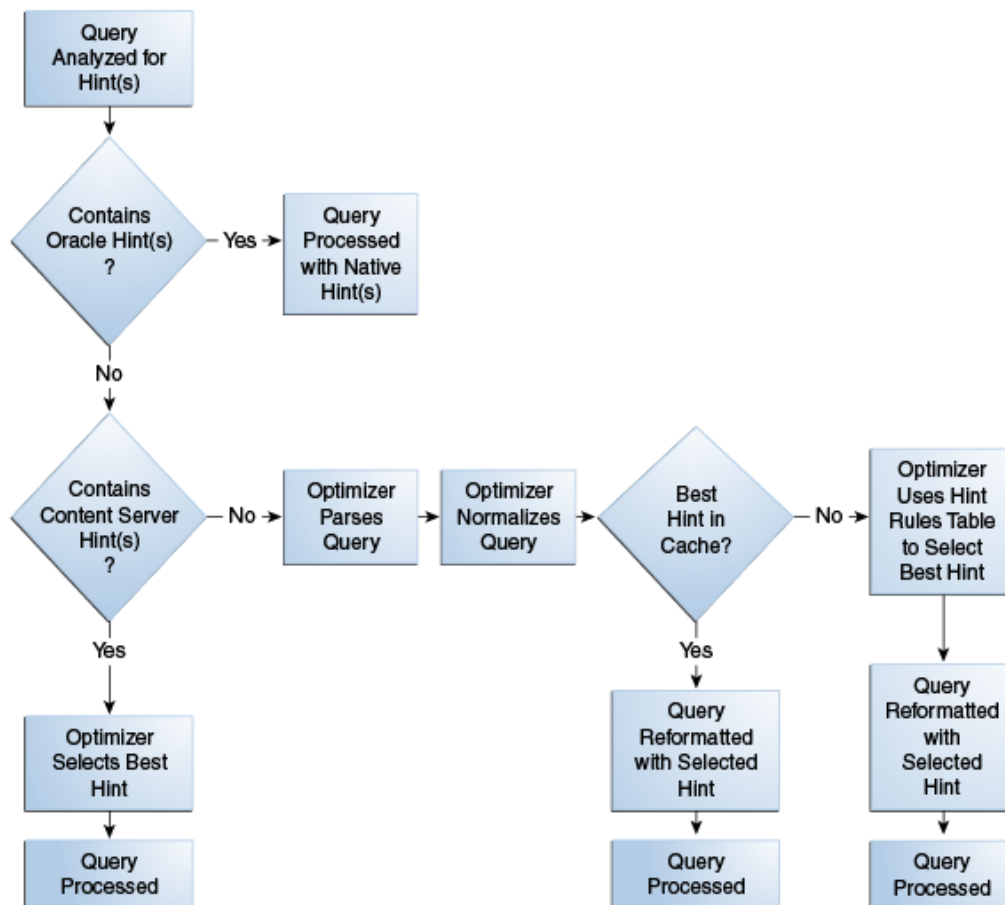 Query
Analyzed for
Hint(s)
Contains
Oracle Hint(s)
?
Yes
Query
Processed
with Native
Hint(s)
No
Contains
Content Server
Hint(s)
?
No
Optimizer
Parses
Query
Optimizer
Normalizes
Query
Best
Hint in
Cache?
No
Optimizer
Uses Hint
Rules Table
to Select
Best Hint
Yes
Optimizer
Selects Best
Hint
Query
Processed
Yes
Query
Reformatted
with Selected
Hint
Query
Processed
Query
Reformatted
with
Selected
Hint
Query
Processed